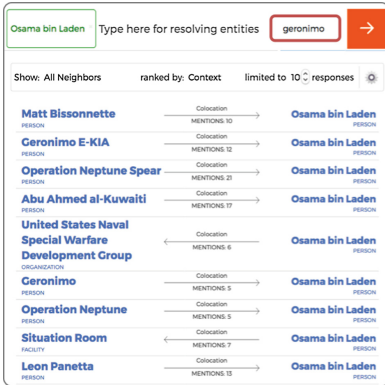 Osama bin Laden Type here for resolving entities geronimo
Show: All Neighbors ranked by: Context limited to 10 responses
Colocation
Matt Bissonnette Osama bin Laden
PERSON MENTIONS: 10 PERSON
Colocation
Geronimo E-KIA Osama bin Laden
PERSON MENTIONS: 12 PERSON
Colocation
Operation Neptune Spear Osama bin Laden
PERSON MENTIONS: 21 PERSON
Colocation
Abu Ahmed al-Kuwaiti Osama bin Laden
PERSON MENTIONS: 17 PERSON
United States Naval
Colocation
Special Warfare Osama bin Laden
MENTIONS: 6 PERSON
Development Group
ORGANIZATION
Colocation
Geronimo Osama bin Laden
PERSON MENTIONS: 5 PERSON
Colocation
Operation Neptune Osama bin Laden
PERSON MENTIONS: 5 PERSON
Colocation
Situation Room Osama bin Laden
FACILITY MENTIONS: 7 PERSON
Colocation
Leon Panetta Osama bin Laden
PERSON MENTIONS: 13 PERSON